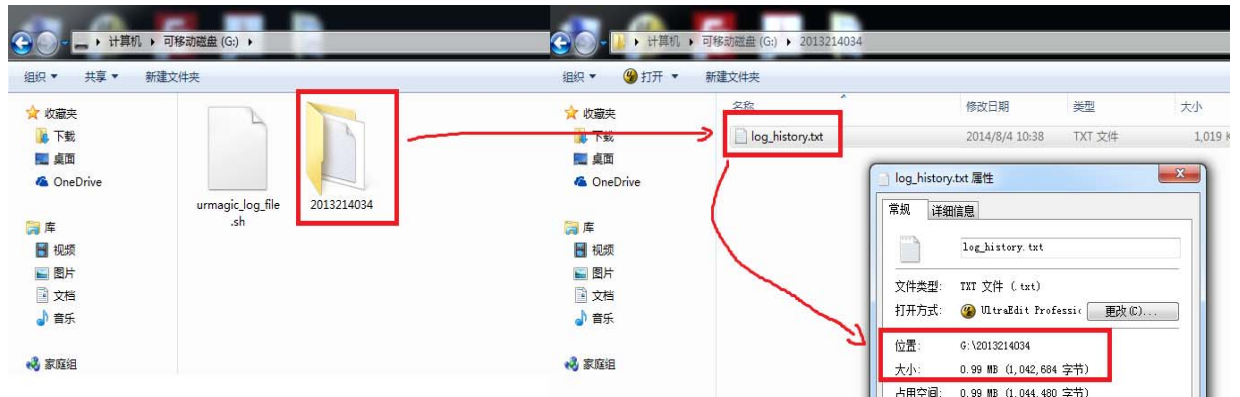 计算机 ▸ 可移动磁盘 (G:) ▸
组织 ▼ 共享 ▼ 新建文件夹
收藏夹
下载
桌面
OneDrive
库
视频
图片
文档
音乐
家庭组
urmagic_log_file
.sh
2013214034
计算机 ▸ 可移动磁盘 (G:) ▸ 2013214034
组织 ▼ 打开 ▼ 新建文件夹
收藏夹
下载
桌面
OneDrive
库
视频
图片
文档
音乐
家庭组
名称 修改日期 类型 大小
log_history.txt 2014/8/4 10:38 TXT 文件 1,019 K
log_history.txt 属性
常规 详细信息
log_history.txt
文件类型: TXT 文件 (.txt)
打开方式: UltraEdit Professi 更改(C)...
位置: G:\2013214034
大小: 0.99 MB (1,042,684 字节)
占用空间: 0.99 MB (1,044,480 字节)